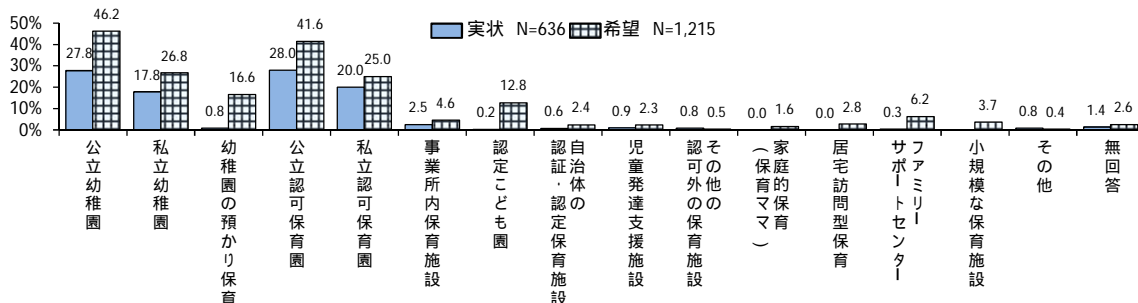 50%
40%
30%
20%
10%
0%
実状 N=636
希望 N=1,215
27.8 46.2
17.8 26.8
0.8 16.6
28.0 41.6
20.0 25.0
2.5 4.6
0.2 12.8
0.6 2.4
0.9 2.3
0.8 0.5
0.0 1.6
0.0 2.8
0.3 6.2
3.7
0.8 0.4
1.4 2.6
公立幼稚園
私立幼稚園
幼稚園の預かり保育
公立認可保育園
私立認可保育園
事業所内保育施設
認定こども園
自治体の
認証・認定保育施設
児童発達支援施設
その他の
認可外の保育施設
家庭的保育
(保育ママ)
居宅訪問型保育
ファミリー
サポートセンター
小規模な保育施設
その他
無回答